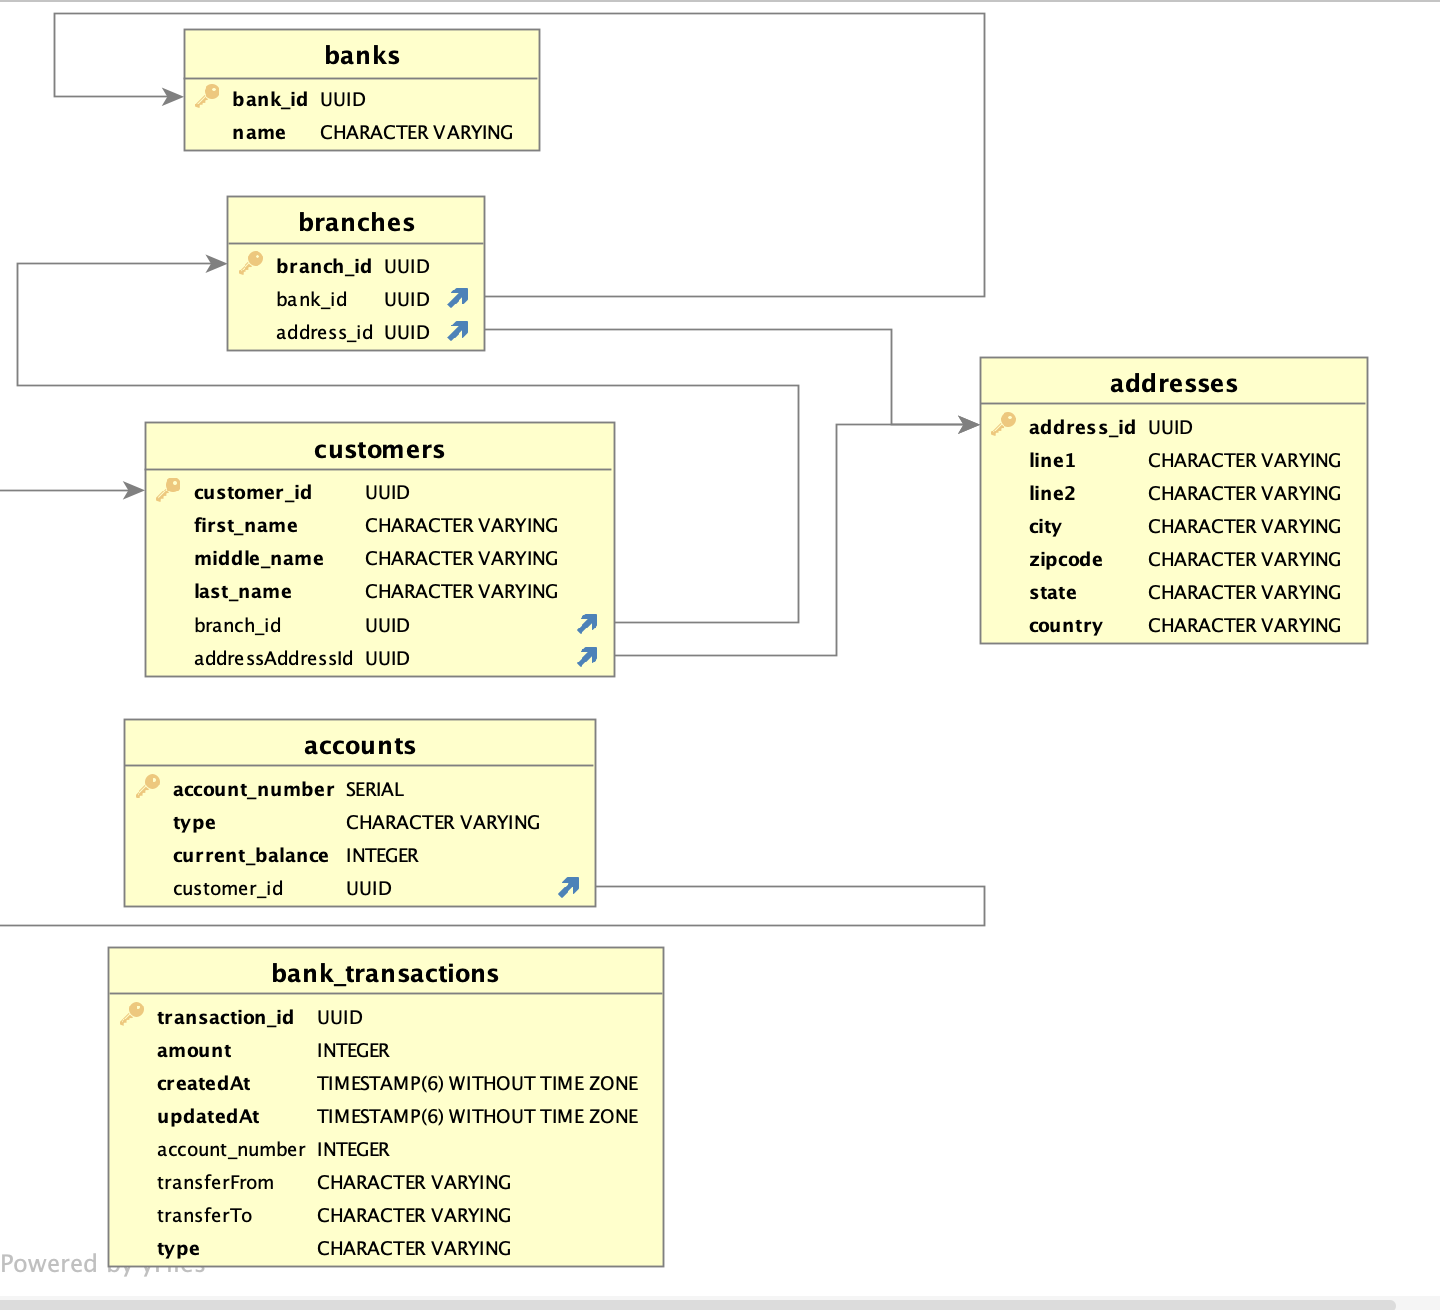 banks
bank_id UUID
name CHARACTER VARYING
branches
branch_id UUID
bank_id UUID
address_id UUID
addresses
address_id UUID
line1 CHARACTER VARYING
line2 CHARACTER VARYING
city CHARACTER VARYING
zipcode CHARACTER VARYING
state CHARACTER VARYING
country CHARACTER VARYING
customers
customer_id UUID
first_name CHARACTER VARYING
middle_name CHARACTER VARYING
last_name CHARACTER VARYING
branch_id UUID
addressAddressId UUID
accounts
account_number SERIAL
type CHARACTER VARYING
current_balance INTEGER
customer_id UUID
bank_transactions
transaction_id UUID
amount INTEGER
createdAt TIMESTAMP(6) WITHOUT TIME ZONE
updatedAt TIMESTAMP(6) WITHOUT TIME ZONE
account_number INTEGER
transferFrom CHARACTER VARYING
transferTo CHARACTER VARYING
type CHARACTER VARYING
Powered by yFiles